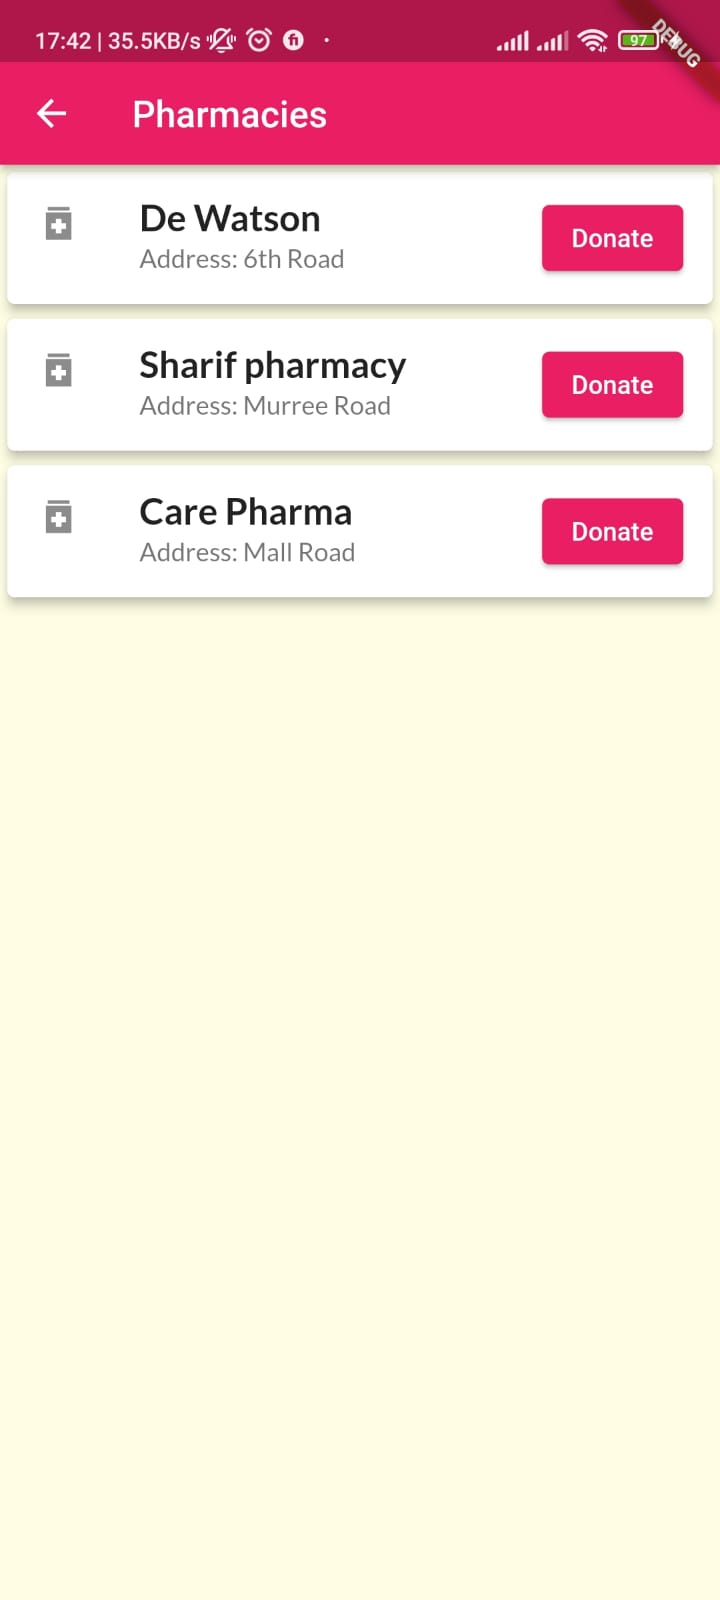 17:42 | 35.5KB/s
97
DEBUG
Pharmacies
De Watson
Address: 6th Road
Donate
Sharif pharmacy
Address: Murree Road
Donate
Care Pharma
Address: Mall Road
Donate